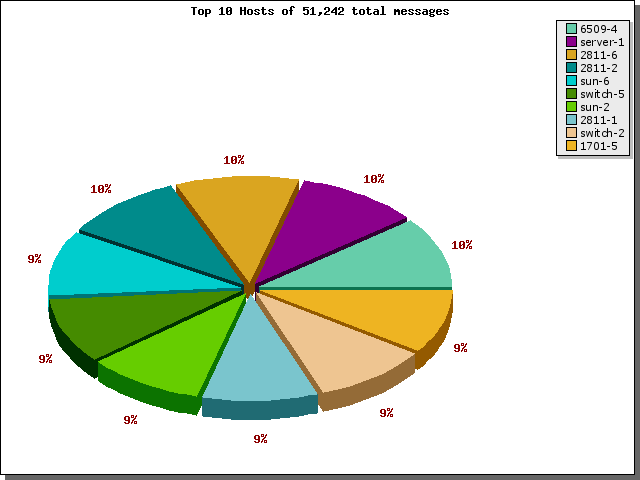 Top 10 Hosts of 51,242 total messages
6509-4
server-1
2811-6
2811-2
sun-6
switch-5
sun-2
2811-1
switch-2
1701-5
10%
10%
10%
10%
9%
9%
9%
9%
9%
9%